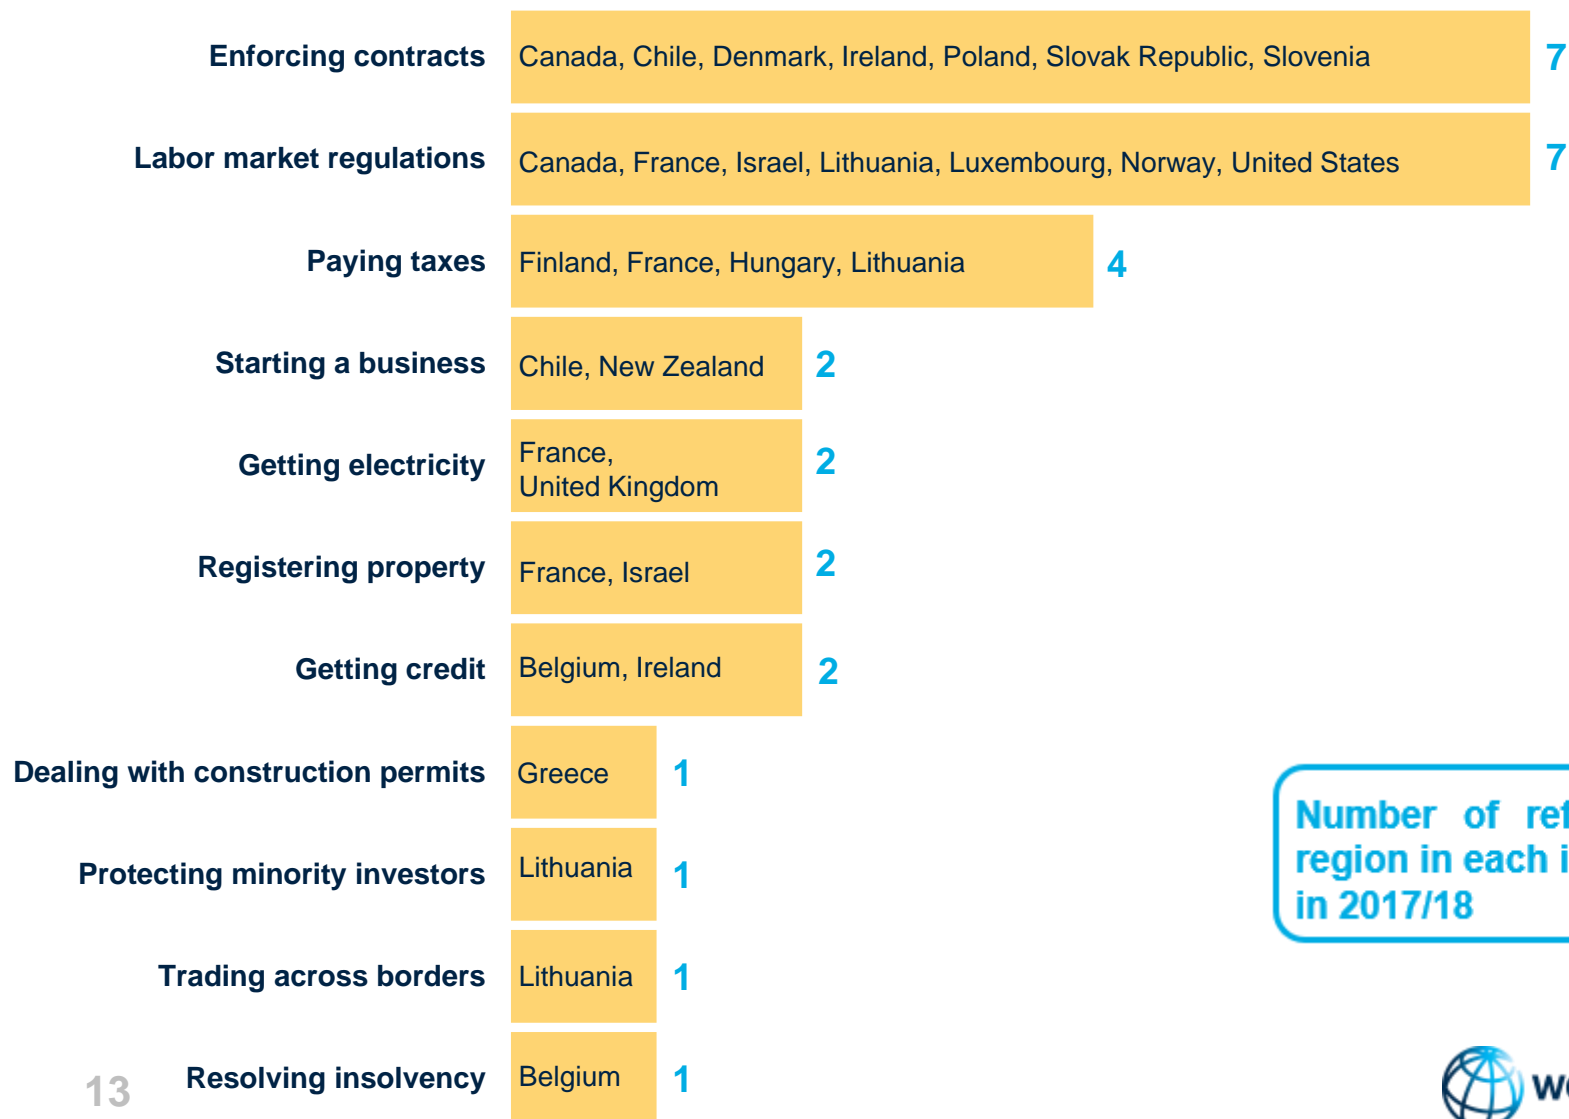 Enforcing contracts Canada, Chile, Denmark, Ireland, Poland, Slovak Republic, Slovenia 7
Labor market regulations Canada, France, Israel, Lithuania, Luxembourg, Norway, United States 7
Paying taxes Finland, France, Hungary, Lithuania 4
Starting a business Chile, New Zealand 2
Getting electricity France,
United Kingdom 2
Registering property France, Israel 2
Getting credit Belgium, Ireland 2
Dealing with construction permits Greece 1
Protecting minority investors Lithuania 1
Trading across borders Lithuania 1
Resolving insolvency Belgium 1
Number of
region in each
in 2017/18
13